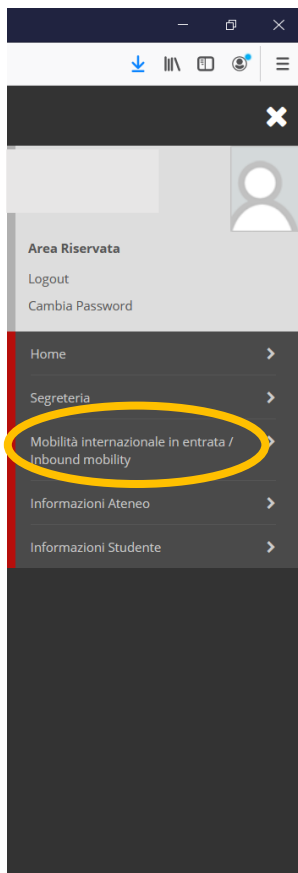 Area Riservata
Logout
Cambia Password
Home
Segreteria
Mobilità internazionale in entrata /
Inbound mobility
Informazioni Ateneo
Informazioni Studente